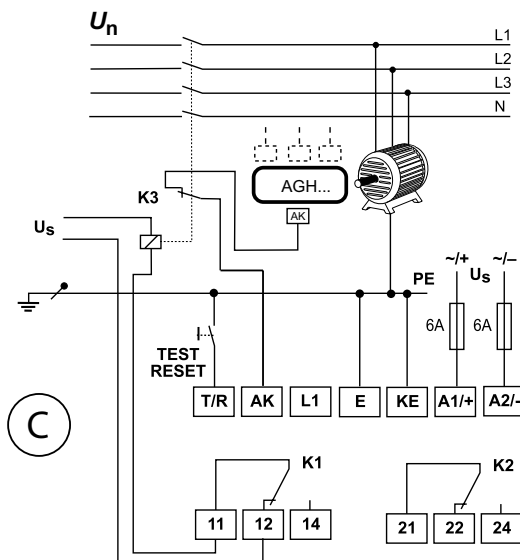 Un
L1
L2
L3
N
AGH...
AK
K3
Us
~/+ Us ~/–
PE
6A 6A
TEST
RESET
T/R AK L1 E KE A1/+ A2/-
C
K1 K2
11 12 14 21 22 24